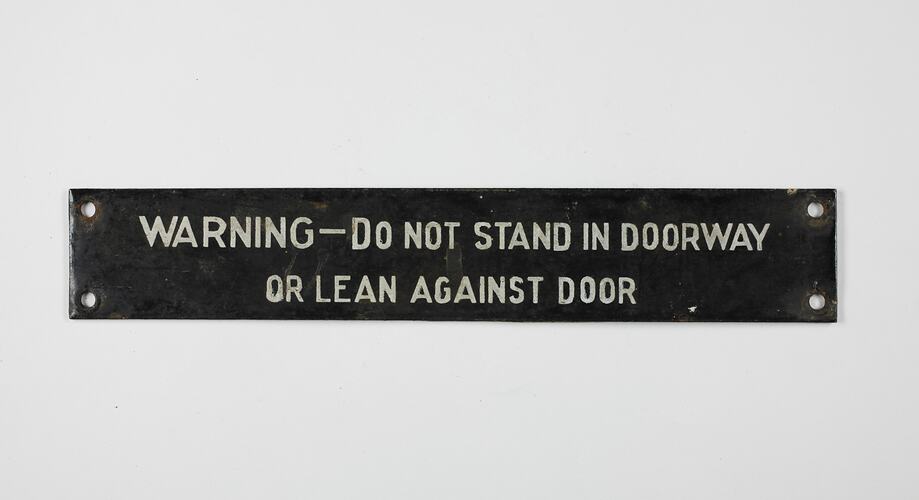 WARNING—DO NOT STAND IN DOORWAY
OR LEAN AGAINST DOOR